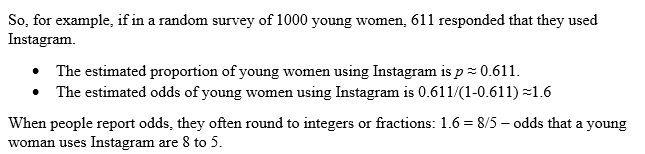 So, for example, if in a random survey of 1000 young women, 611 responded that they used
Instagram.
• The estimated proportion of young women using Instagram is p ≈ 0.611.
• The estimated odds of young women using Instagram is 0.611/(1-0.611) ≈1.6
When people report odds, they often round to integers or fractions: 1.6 = 8/5 – odds that a young
woman uses Instagram are 8 to 5.